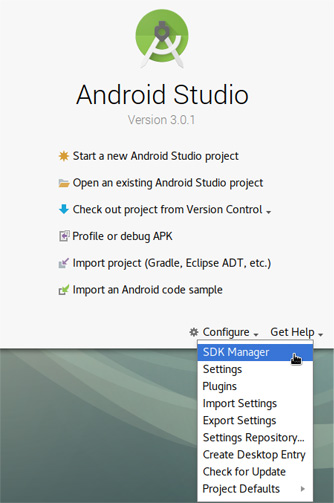 Android Studio
Version 3.0.1
Start a new Android Studio project
Open an existing Android Studio project
Check out project from Version Control
Profile or debug APK
Import project (Gradle, Eclipse ADT, etc.)
Import an Android code sample
Configure Get Help
SDK Manager
Settings
Plugins
Import Settings
Export Settings
Settings Repository...
Create Desktop Entry
Check for Update
Project Defaults